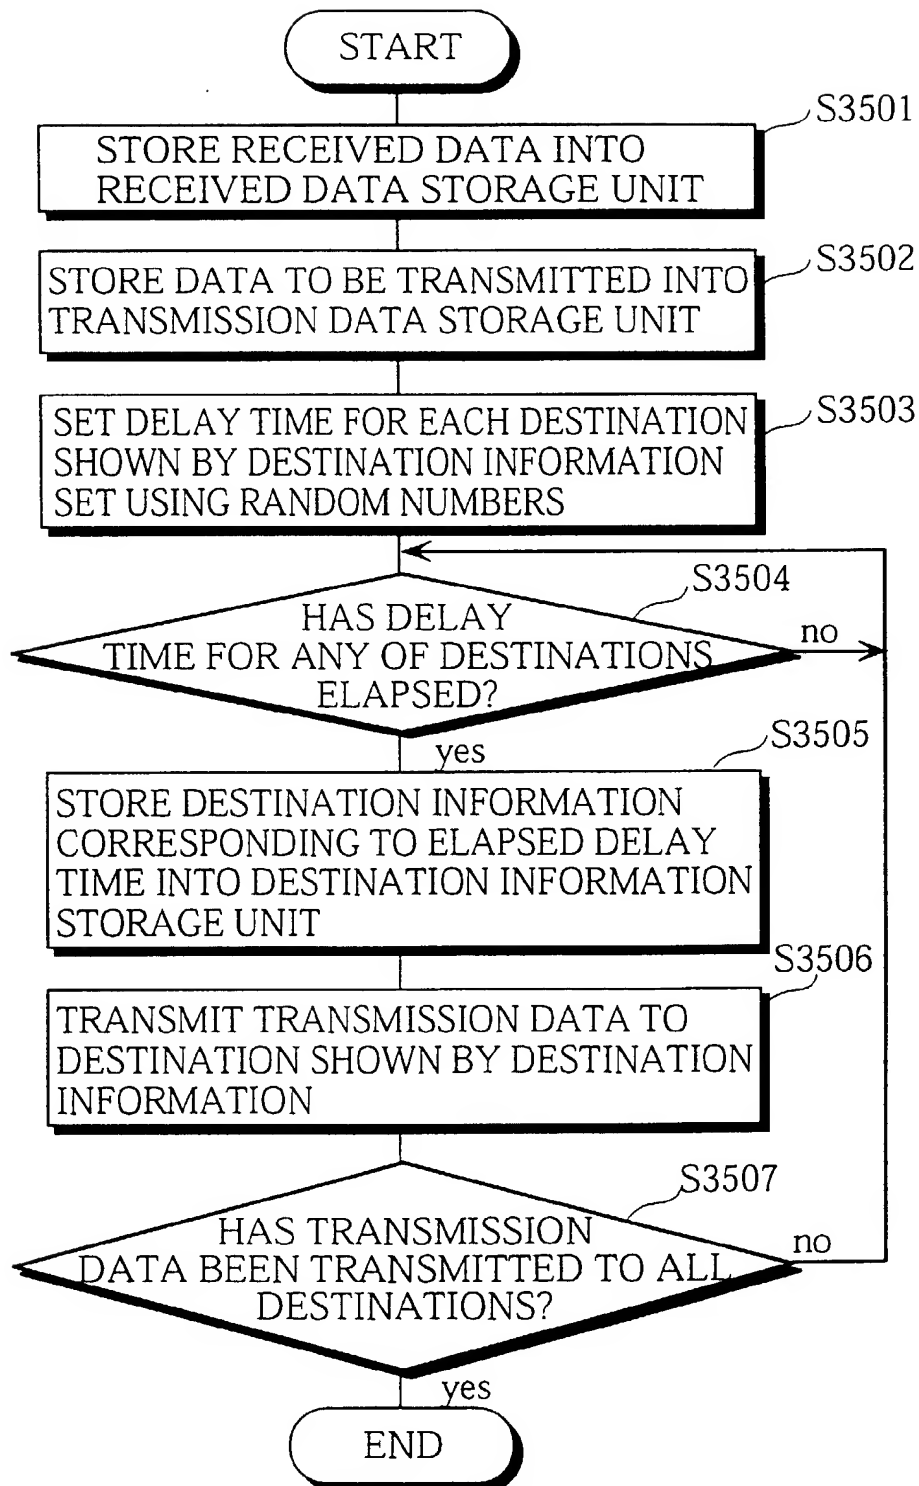 START
S3501
STORE RECEIVED DATA INTO
RECEIVED DATA STORAGE UNIT
S3502
STORE DATA TO BE TRANSMITTED INTO
TRANSMISSION DATA STORAGE UNIT
S3503
SET DELAY TIME FOR EACH DESTINATION
SHOWN BY DESTINATION INFORMATION
SET USING RANDOM NUMBERS
S3504
HAS DELAY
TIME FOR ANY OF DESTINATIONS
ELAPSED?
no
yes
S3505
STORE DESTINATION INFORMATION
CORRESPONDING TO ELAPSED DELAY
TIME INTO DESTINATION INFORMATION
STORAGE UNIT
S3506
TRANSMIT TRANSMISSION DATA TO
DESTINATION SHOWN BY DESTINATION
INFORMATION
S3507
HAS TRANSMISSION
DATA BEEN TRANSMITTED TO ALL
DESTINATIONS?
no
yes
END